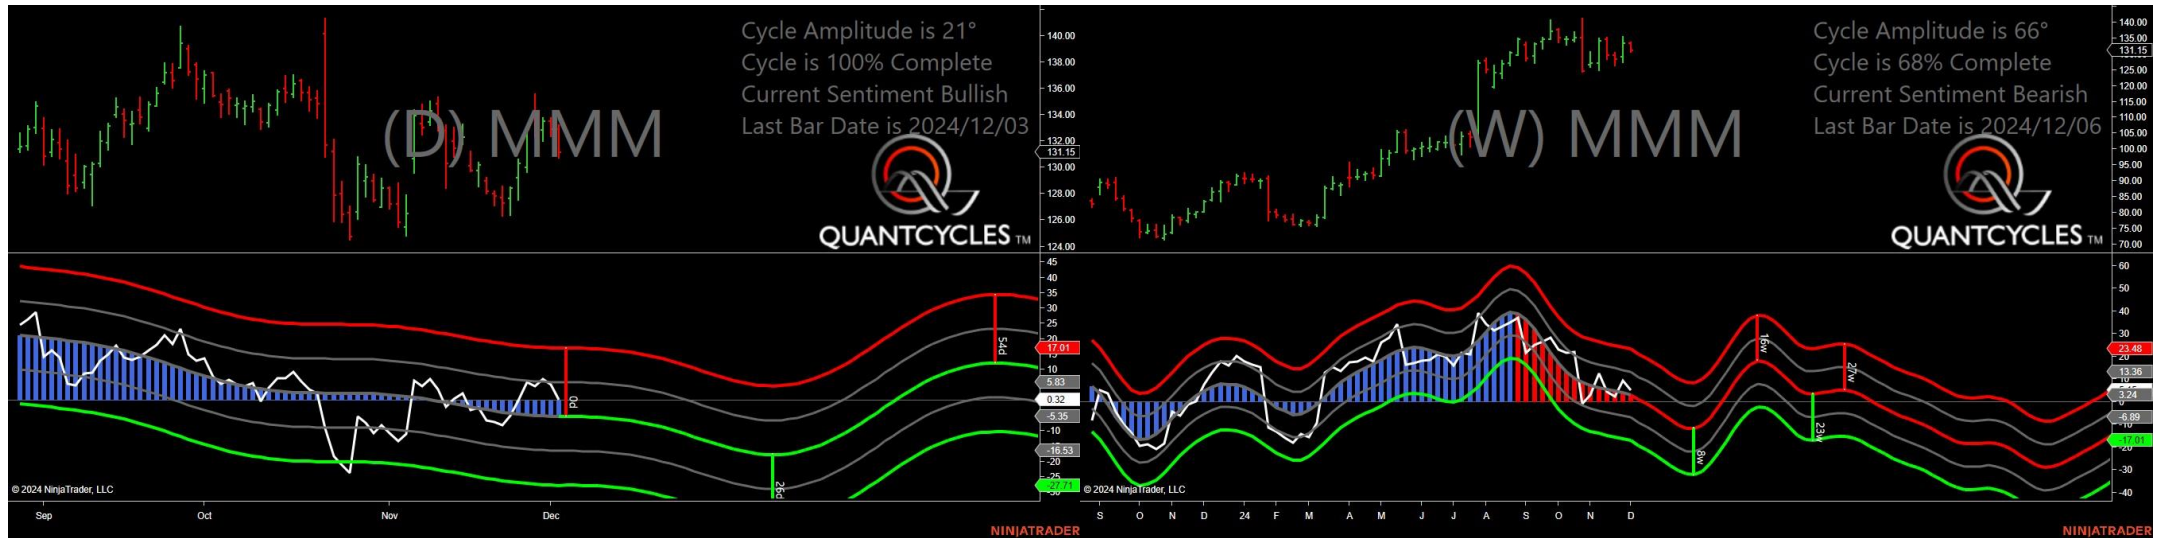 Cycle Amplitude is 21°
Cycle is 100% Complete
Current Sentiment Bullish
Last Bar Date is 2024/12/03
(D) MMM
QUANTCYCLES TM
140.00
138.00
136.00
134.00
132.00
131.15
130.00
128.00
126.00
124.00
45
40
35
30
25
20
17.01
10
5.83
0.32
-5.35
-10
-16.53
-20
-25
-27.71
0d
26d
54d
© 2024 NinjaTrader, LLC
Sep
Oct
Nov
Dec
NINJATRADER
Cycle Amplitude is 66°
Cycle is 68% Complete
Current Sentiment Bearish
Last Bar Date is 2024/12/06
(W) MMM
QUANTCYCLES TM
140.00
135.00
131.15
125.00
120.00
115.00
110.00
105.00
100.00
95.00
90.00
85.00
80.00
75.00
70.00
60
50
40
30
23.48
13.36
3.24
-6.89
-17.01
-30
-40
8w
16w
23w
27w
© 2024 NinjaTrader, LLC
S
O
N
D
24
F
M
A
M
J
J
A
S
O
N
D
NINJATRADER